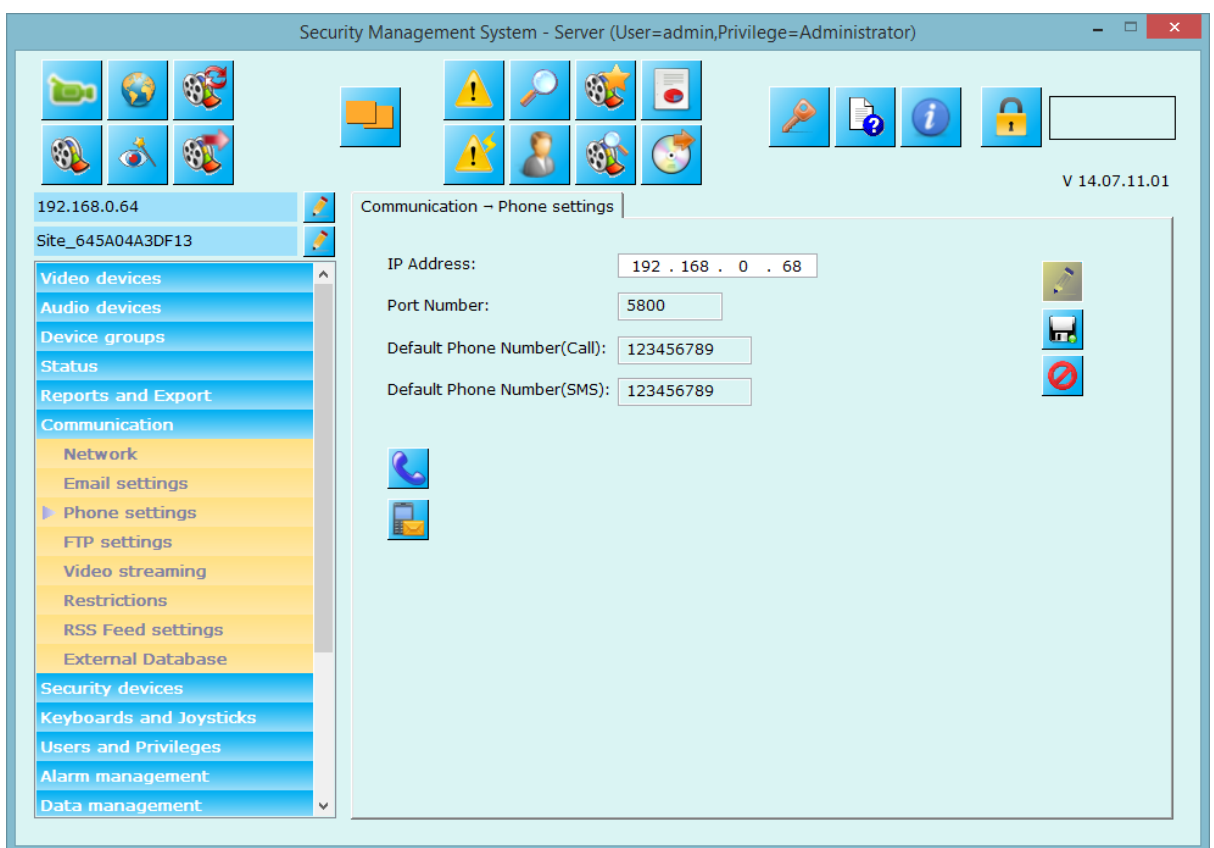 Security Management System - Server (User=admin,Privilege=Administrator)
V 14.07.11.01
192.168.0.64
Site_645A04A3DF13
Video devices
Audio devices
Device groups
Status
Reports and Export
Communication
Network
Email settings
Phone settings
FTP settings
Video streaming
Restrictions
RSS Feed settings
External Database
Security devices
Keyboards and Joysticks
Users and Privileges
Alarm management
Data management
Communication → Phone settings
IP Address: 192 . 168 . 0 . 68
Port Number: 5800
Default Phone Number(Call): 123456789
Default Phone Number(SMS): 123456789